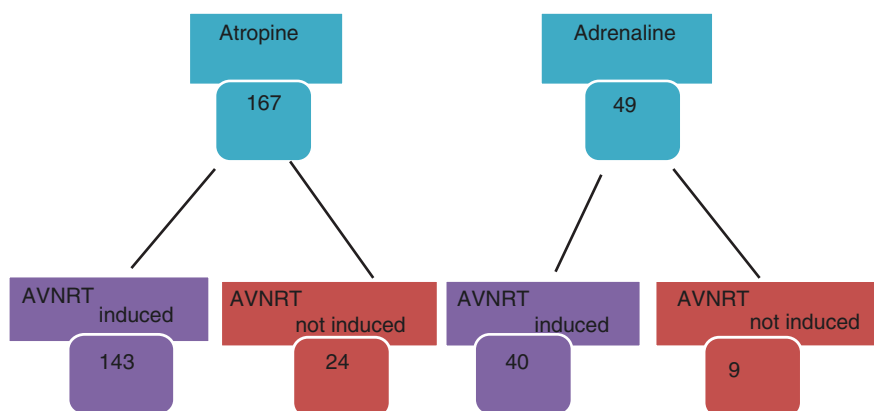 Atropine
Adrenaline
167
49
AVNRT
induced
AVNRT
not induced
AVNRT
induced
AVNRT
not induced
143
24
40
9